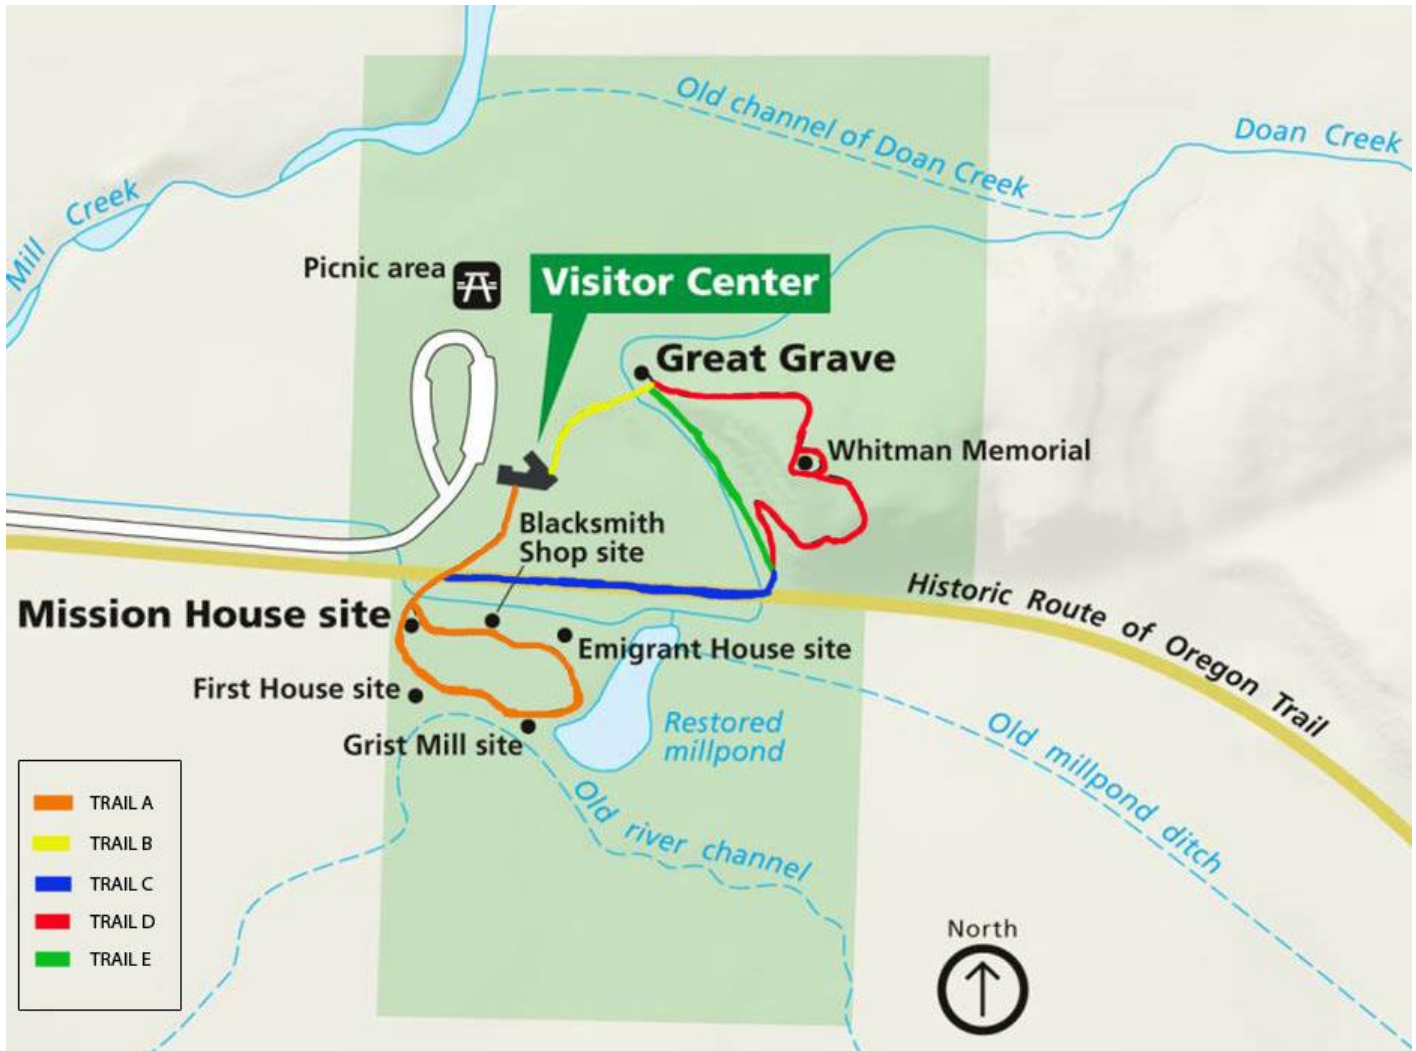 Old channel of Doan Creek
Doan Creek
Mill Creek
Picnic area
Visitor Center
Great Grave
Whitman Memorial
Blacksmith
Shop site
Historic Route of Oregon Trail
Mission House site
Emigrant House site
First House site
Grist Mill site
Restored
millpond
Old millpond ditch
Old river channel
TRAIL A
TRAIL B
TRAIL C
TRAIL D
TRAIL E
North